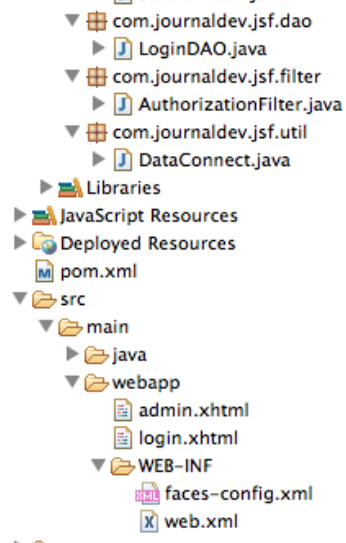 com.journaldev.jsf.dao
LoginDAO.java
com.journaldev.jsf.filter
AuthorizationFilter.java
com.journaldev.jsf.util
DataConnect.java
Libraries
JavaScript Resources
Deployed Resources
pom.xml
src
main
java
webapp
admin.xhtml
login.xhtml
WEB-INF
faces-config.xml
web.xml